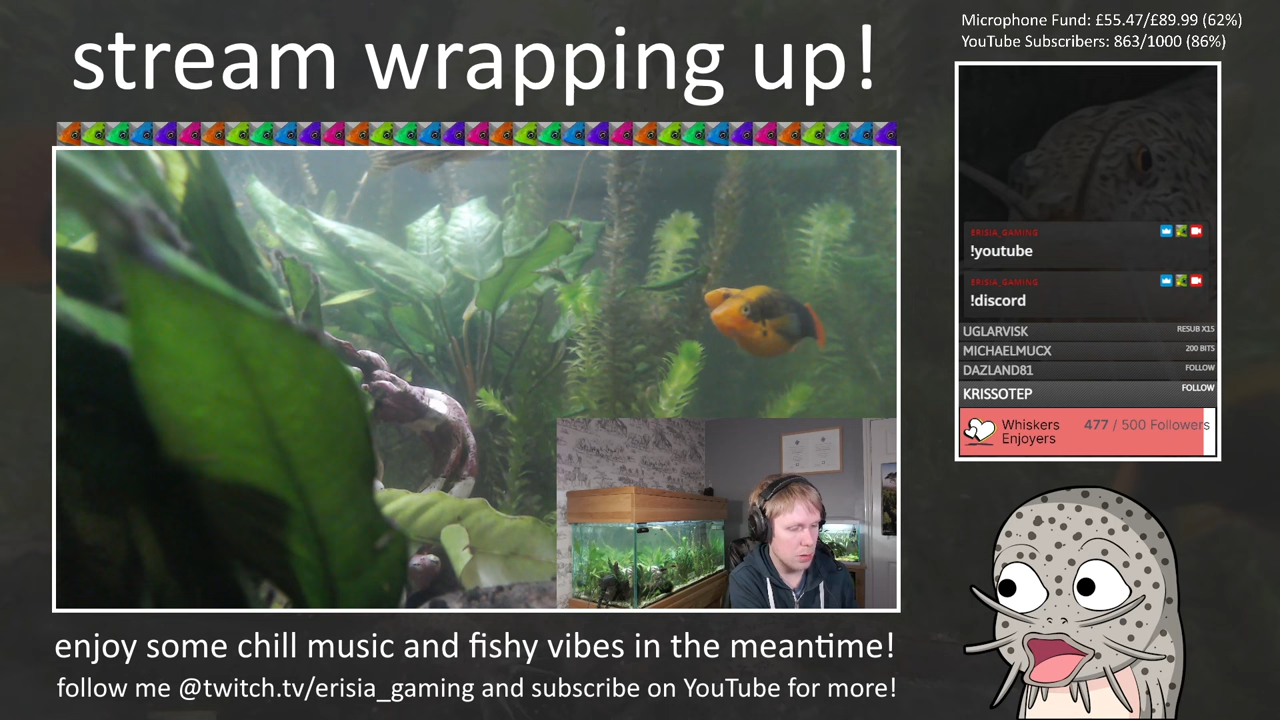 stream wrapping up!
Microphone Fund: £55.47/£89.99 (62%)
YouTube Subscribers: 863/1000 (86%)
ERISIA_GAMING
!youtube
ERISIA_GAMING
!discord
UGLARVISK RESUB X15
MICHAELMUCX 200 BITS
DAZLAND81 FOLLOW
KRISSOTEP FOLLOW
Whiskers Enjoyers 477 / 500 Followers
enjoy some chill music and fishy vibes in the meantime!
follow me @twitch.tv/erisia_gaming and subscribe on YouTube for more!